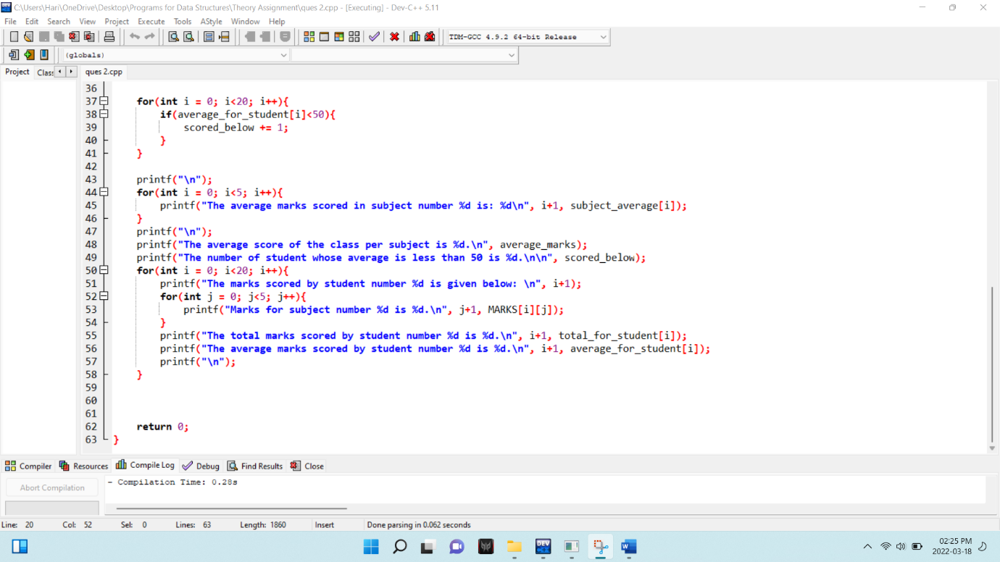 C:\Users\Hari\OneDrive\Desktop\Programs for Data Structures\Theory Assignment\ques 2.cpp - [Executing] - Dev-C++ 5.11
File Edit Search View Project Execute Tools AStyle Window Help
TDM-GCC 4.9.2 64-bit Release
(globals)
Project Clas: ques 2.cpp
36
37 for(int i = 0; i<20; i++){
38 if(average_for_student[i]<50){
39 scored_below += 1;
40 }
41 }
42
43 printf("\n");
44 for(int i = 0; i<5; i++){
45 printf("The average marks scored in subject number %d is: %d\n", i+1, subject_average[i]);
46 }
47 printf("\n");
48 printf("The average score of the class per subject is %d.\n", average_marks);
49 printf("The number of student whose average is less than 50 is %d.\n\n", scored_below);
50 for(int i = 0; i<20; i++){
51 printf("The marks scored by student number %d is given below: \n", i+1);
52 for(int j = 0; j<5; j++){
53 printf("Marks for subject number %d is %d.\n", j+1, MARKS[i][j]);
54 }
55 printf("The total marks scored by student number %d is %d.\n", i+1, total_for_student[i]);
56 printf("The average marks scored by student number %d is %d.\n", i+1, average_for_student[i]);
57 printf("\n");
58 }
59
60
61
62 return 0;
63 }
Compiler Resources Compile Log Debug Find Results Close
Abort Compilation
- Compilation Time: 0.28s
Line: 20 Col: 52 Sel: 0 Lines: 63 Length: 1860 Insert Done parsing in 0.062 seconds
DEV
W
02:25 PM
2022-03-18